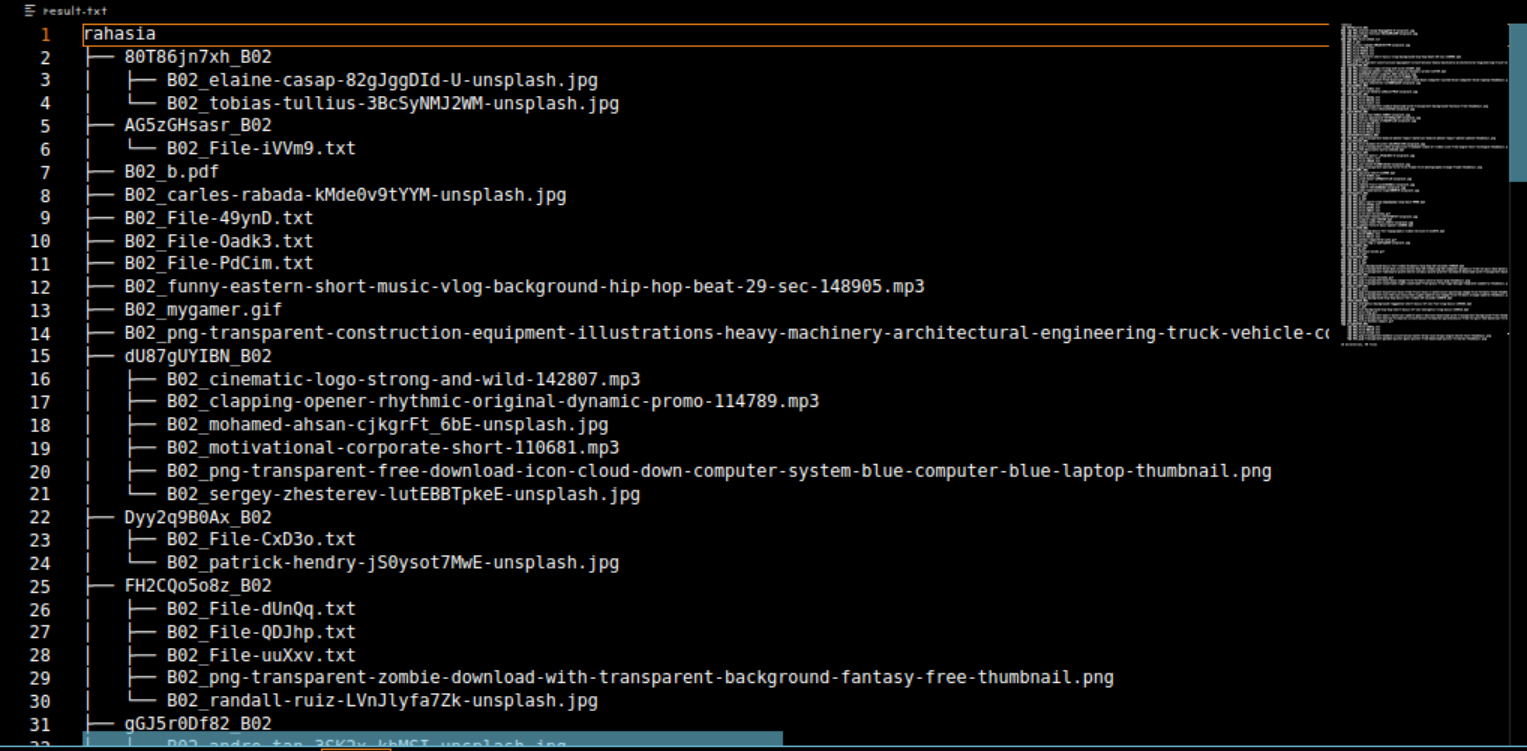 result.txt
1 rahasia
2 ├── 80T86jn7xh_B02
3 │   ├── B02_elaine-casap-82gJggDId-U-unsplash.jpg
4 │   └── B02_tobias-tullius-3BcSyNMJ2WM-unsplash.jpg
5 ├── AG5zGHsasr_B02
6 │   └── B02_File-iVVm9.txt
7 ├── B02_b.pdf
8 ├── B02_carles-rabada-kMde0v9tYYM-unsplash.jpg
9 ├── B02_File-49ynD.txt
10 ├── B02_File-Oadk3.txt
11 ├── B02_File-PdCim.txt
12 ├── B02_funny-eastern-short-music-vlog-background-hip-hop-beat-29-sec-148905.mp3
13 ├── B02_mygamer.gif
14 ├── B02_png-transparent-construction-equipment-illustrations-heavy-machinery-architectural-engineering-truck-vehicle-co
15 ├── dU87gUYIBN_B02
16 │   ├── B02_cinematic-logo-strong-and-wild-142807.mp3
17 │   ├── B02_clapping-opener-rhythmic-original-dynamic-promo-114789.mp3
18 │   ├── B02_mohamed-ahsan-cjkgrFt_6bE-unsplash.jpg
19 │   ├── B02_motivational-corporate-short-110681.mp3
20 │   ├── B02_png-transparent-free-download-icon-cloud-down-computer-system-blue-computer-blue-laptop-thumbnail.png
21 │   └── B02_sergey-zhesterev-lutEBBTpkeE-unsplash.jpg
22 ├── Dyy2q9B0Ax_B02
23 │   ├── B02_File-CxD3o.txt
24 │   └── B02_patrick-hendry-jS0ysot7MwE-unsplash.jpg
25 ├── FH2CQo5o8z_B02
26 │   ├── B02_File-dUnQq.txt
27 │   ├── B02_File-QDJhp.txt
28 │   ├── B02_File-uuXxv.txt
29 │   ├── B02_png-transparent-zombie-download-with-transparent-background-fantasy-free-thumbnail.png
30 │   └── B02_randall-ruiz-LVnJlyfa7Zk-unsplash.jpg
31 ├── gGJ5r0Df82_B02